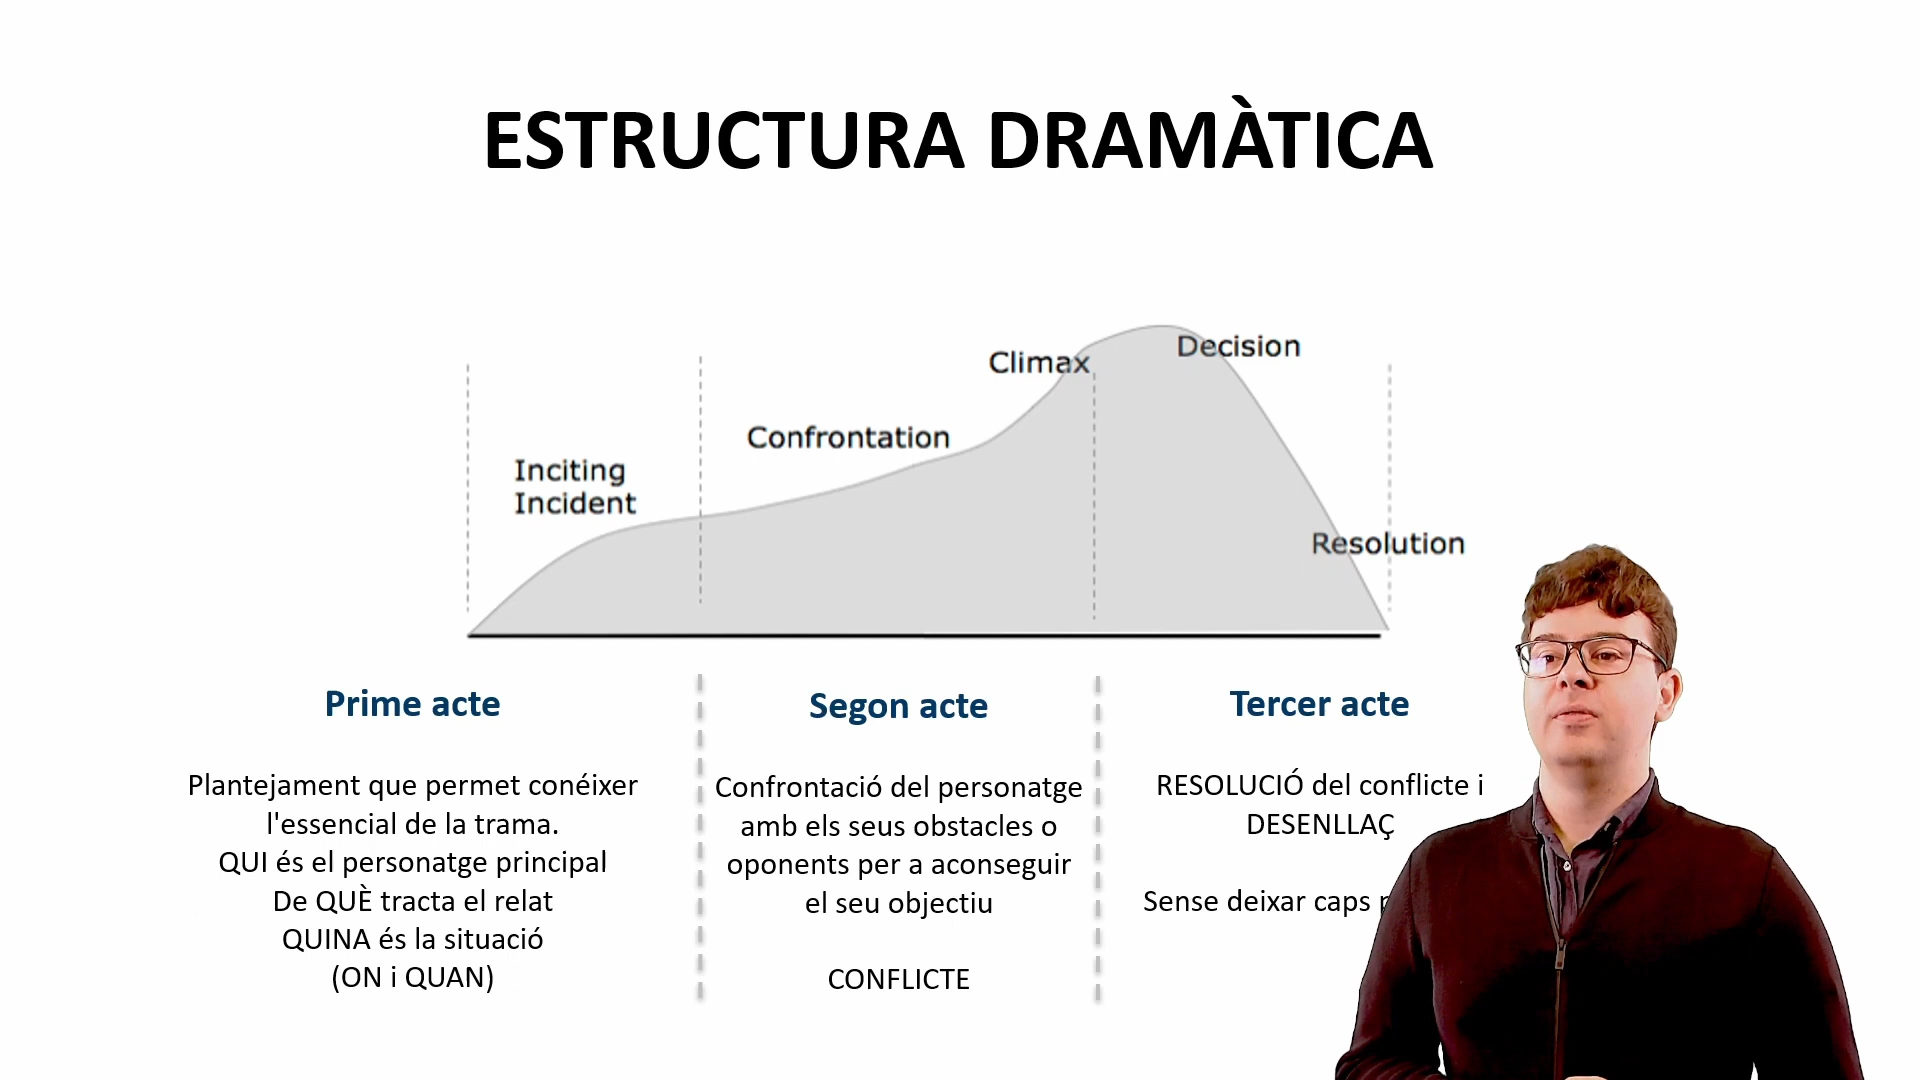 ESTRUCTURA DRAMÀTICA
Climax
Decision
Confrontation
Inciting
Incident
Resolution
Prime acte
Plantejament que permet conéixer
l'essencial de la trama.
QUI és el personatge principal
De QUÈ tracta el relat
QUINA és la situació
(ON i QUAN)
Segon acte
Confrontació del personatge
amb els seus obstacles o
oponents per a aconseguir
el seu objectiu
CONFLICTE
Tercer acte
RESOLUCIÓ del conflicte i
DESENLLAÇ
Sense deixar caps